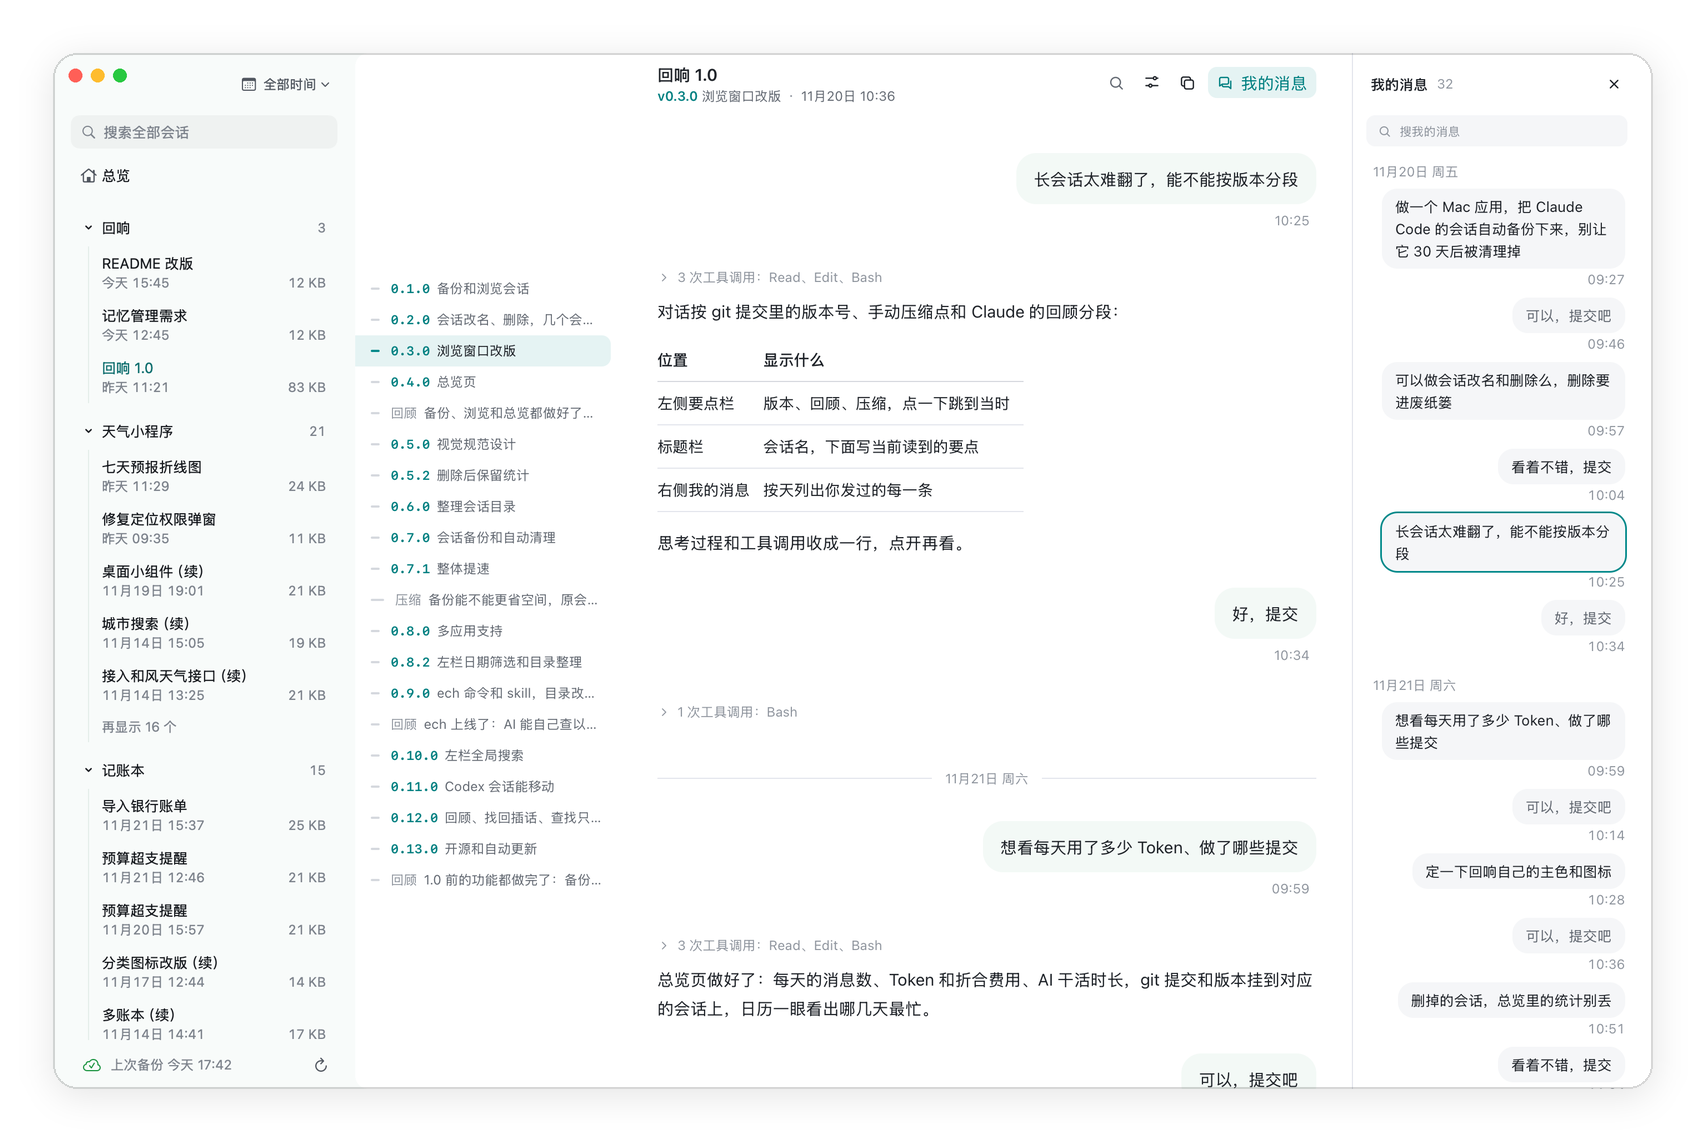 全部时间
搜索全部会话
总览
回响 3
README 改版
今天 15:45 12 KB
记忆管理需求
今天 12:45 12 KB
回响 1.0
昨天 11:21 83 KB
天气小程序 21
七天预报折线图
昨天 11:29 24 KB
修复定位权限弹窗
昨天 09:35 11 KB
桌面小组件 (续)
11月19日 19:01 21 KB
城市搜索 (续)
11月14日 15:05 19 KB
接入和风天气接口 (续)
11月14日 13:25 21 KB
再显示 16 个
记账本 15
导入银行账单
11月21日 15:37 25 KB
预算超支提醒
11月21日 12:46 21 KB
预算超支提醒
11月20日 15:57 21 KB
分类图标改版 (续)
11月17日 12:44 14 KB
多账本 (续)
11月14日 14:41 17 KB
上次备份 今天 17:42
0.1.0 备份和浏览会话
0.2.0 会话改名、删除，几个会...
0.3.0 浏览窗口改版
0.4.0 总览页
回顾 备份、浏览和总览都做好了...
0.5.0 视觉规范设计
0.5.2 删除后保留统计
0.6.0 整理会话目录
0.7.0 会话备份和自动清理
0.7.1 整体提速
压缩 备份能不能更省空间，原会...
0.8.0 多应用支持
0.8.2 左栏日期筛选和目录整理
0.9.0 ech 命令和 skill，目录改...
回顾 ech 上线了：AI 能自己查以...
0.10.0 左栏全局搜索
0.11.0 Codex 会话能移动
0.12.0 回顾、找回插话、查找只...
0.13.0 开源和自动更新
回顾 1.0 前的功能都做完了：备份...
回响 1.0
v0.3.0 浏览窗口改版 · 11月20日 10:36
我的消息
长会话太难翻了，能不能按版本分段
10:25
3 次工具调用：Read、Edit、Bash
对话按 git 提交里的版本号、手动压缩点和 Claude 的回顾分段：
位置 显示什么
左侧要点栏 版本、回顾、压缩，点一下跳到当时
标题栏 会话名，下面写当前读到的要点
右侧我的消息 按天列出你发过的每一条
思考过程和工具调用收成一行，点开再看。
好，提交
10:34
1 次工具调用：Bash
11月21日 周六
想看每天用了多少 Token、做了哪些提交
09:59
3 次工具调用：Read、Edit、Bash
总览页做好了：每天的消息数、Token 和折合费用、AI 干活时长，git 提交和版本挂到对应
的会话上，日历一眼看出哪几天最忙。
可以，提交吧
我的消息 32
搜我的消息
11月20日 周五
做一个 Mac 应用，把 Claude
Code 的会话自动备份下来，别让
它 30 天后被清理掉
09:27
可以，提交吧
09:46
可以做会话改名和删除么，删除要
进废纸篓
09:57
看着不错，提交
10:04
长会话太难翻了，能不能按版本分
段
10:25
好，提交
10:34
11月21日 周六
想看每天用了多少 Token、做了哪
些提交
09:59
可以，提交吧
10:14
定一下回响自己的主色和图标
10:28
可以，提交吧
10:36
删掉的会话，总览里的统计别丢
10:51
看着不错，提交